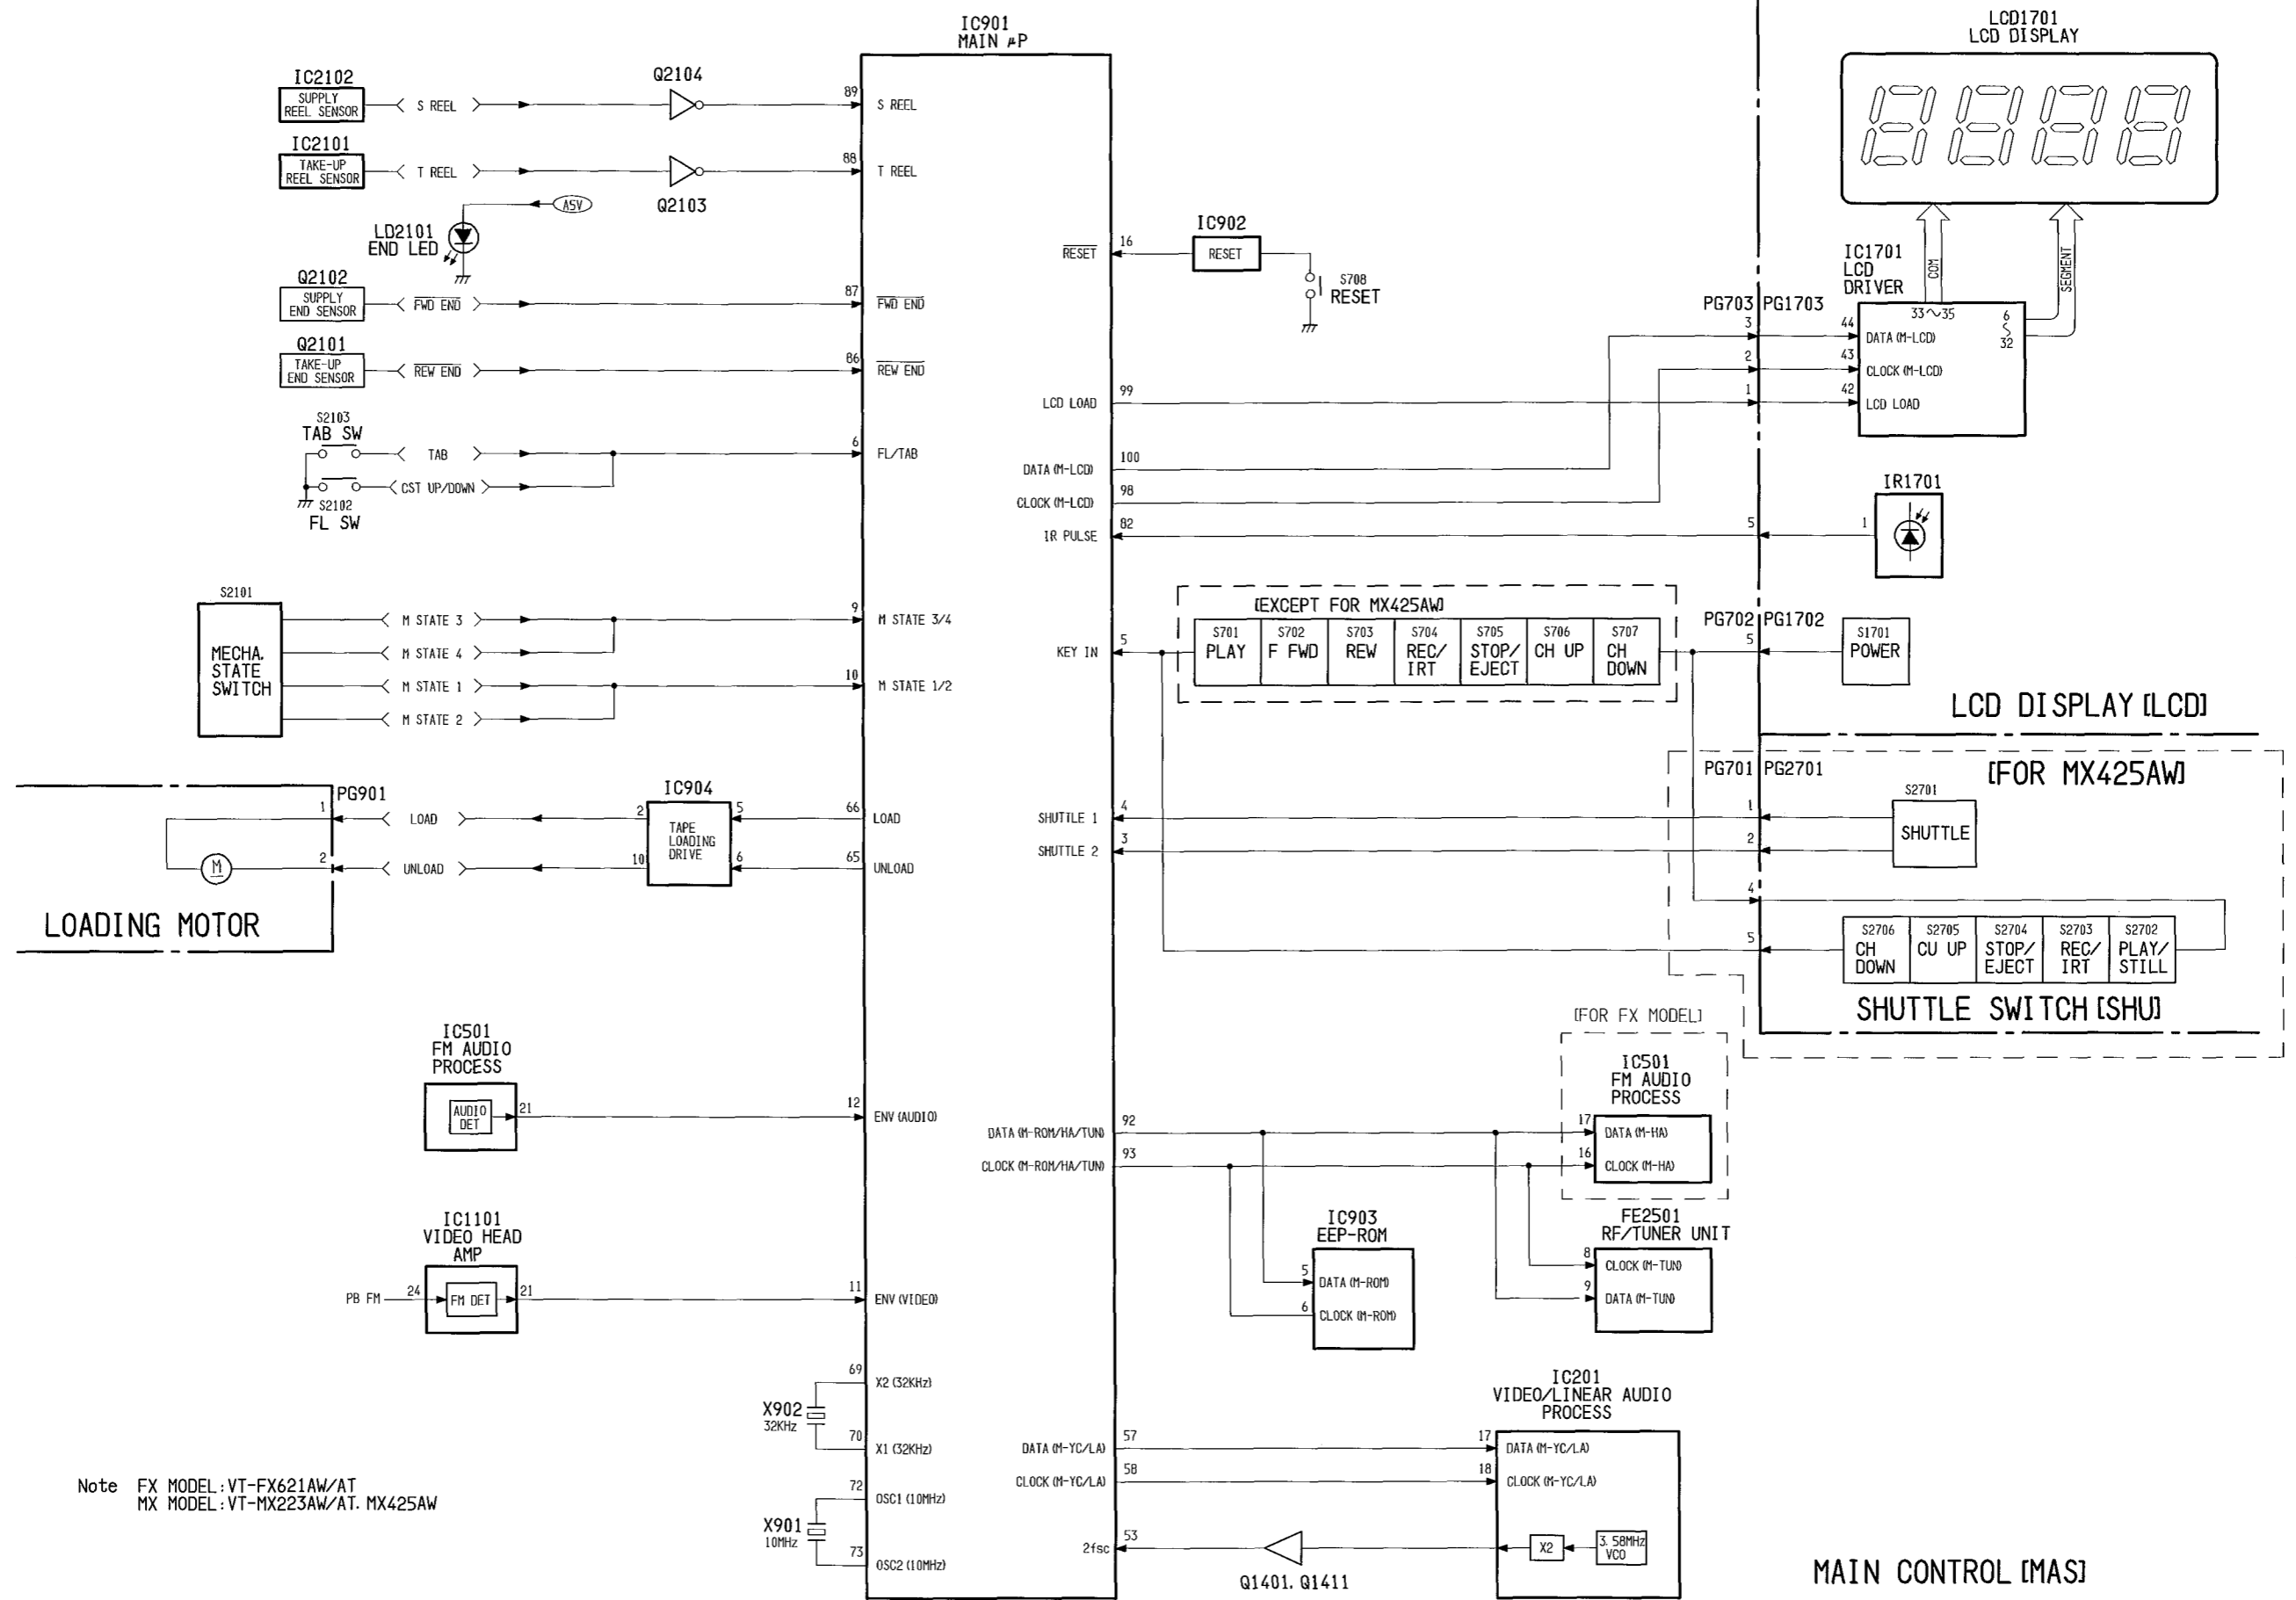 IC901
MAIN μP
IC2102
SUPPLY
REEL SENSOR
S REEL
Q2104
89
S REEL
IC2101
TAKE-UP
REEL SENSOR
T REEL
Q2103
88
T REEL
A5V
LD2101
END LED
Q2102
SUPPLY
END SENSOR
FWD END
87
FWD END
Q2101
TAKE-UP
END SENSOR
REW END
86
REW END
S2103
TAB SW
TAB
6
FL/TAB
CST UP/DOWN
S2102
FL SW
S2101
MECHA.
STATE
SWITCH
M STATE 3
M STATE 4
M STATE 1
M STATE 2
9
M STATE 3/4
10
M STATE 1/2
PG901
1
LOAD
2
UNLOAD
M
LOADING MOTOR
IC904
TAPE
LOADING
DRIVE
2
10
5
6
66
LOAD
65
UNLOAD
IC501
FM AUDIO
PROCESS
AUDIO
DET
21
12
ENV (AUDIO)
IC1101
VIDEO HEAD
AMP
PB FM
24
FM DET
21
11
ENV (VIDEO)
X902
32KHz
69
X2 (32KHz)
70
X1 (32KHz)
X901
10MHz
72
OSC1 (10MHz)
73
OSC2 (10MHz)
Note FX MODEL:VT-FX621AW/AT
MX MODEL:VT-MX223AW/AT. MX425AW
RESET
16
IC902
RESET
S708
RESET
LCD LOAD
99
DATA (M-LCD)
100
CLOCK (M-LCD)
98
IR PULSE
82
KEY IN
5
[EXCEPT FOR MX425AW]
S701
PLAY
S702
F FWD
S703
REW
S704
REC/
IRT
S705
STOP/
EJECT
S706
CH UP
S707
CH
DOWN
SHUTTLE 1
4
SHUTTLE 2
3
LCD1701
LCD DISPLAY
IC1701
LCD
DRIVER
COM
SEGMENT
33～35
6
～
32
PG703
PG1703
3
44
DATA (M-LCD)
2
43
CLOCK (M-LCD)
1
42
LCD LOAD
IR1701
5
1
PG702
PG1702
5
S1701
POWER
LCD DISPLAY [LCD]
PG701
PG2701
[FOR MX425AW]
S2701
SHUTTLE
1
2
4
5
S2706
CH
DOWN
S2705
CU UP
S2704
STOP/
EJECT
S2703
REC/
IRT
S2702
PLAY/
STILL
SHUTTLE SWITCH [SHU]
[FOR FX MODEL]
IC501
FM AUDIO
PROCESS
DATA (M-ROM/HA/TUN)
92
17
DATA (M-HA)
CLOCK (M-ROM/HA/TUN)
93
16
CLOCK (M-HA)
IC903
EEP-ROM
5
DATA (M-ROM)
6
CLOCK (M-ROM)
FE2501
RF/TUNER UNIT
8
CLOCK (M-TUN)
9
DATA (M-TUN)
IC201
VIDEO/LINEAR AUDIO
PROCESS
DATA (M-YC/LA)
57
17
DATA (M-YC/LA)
CLOCK (M-YC/LA)
58
18
CLOCK (M-YC/LA)
2fsc
53
Q1401. Q1411
X2
3.58MHz
VCO
MAIN CONTROL [MAS]